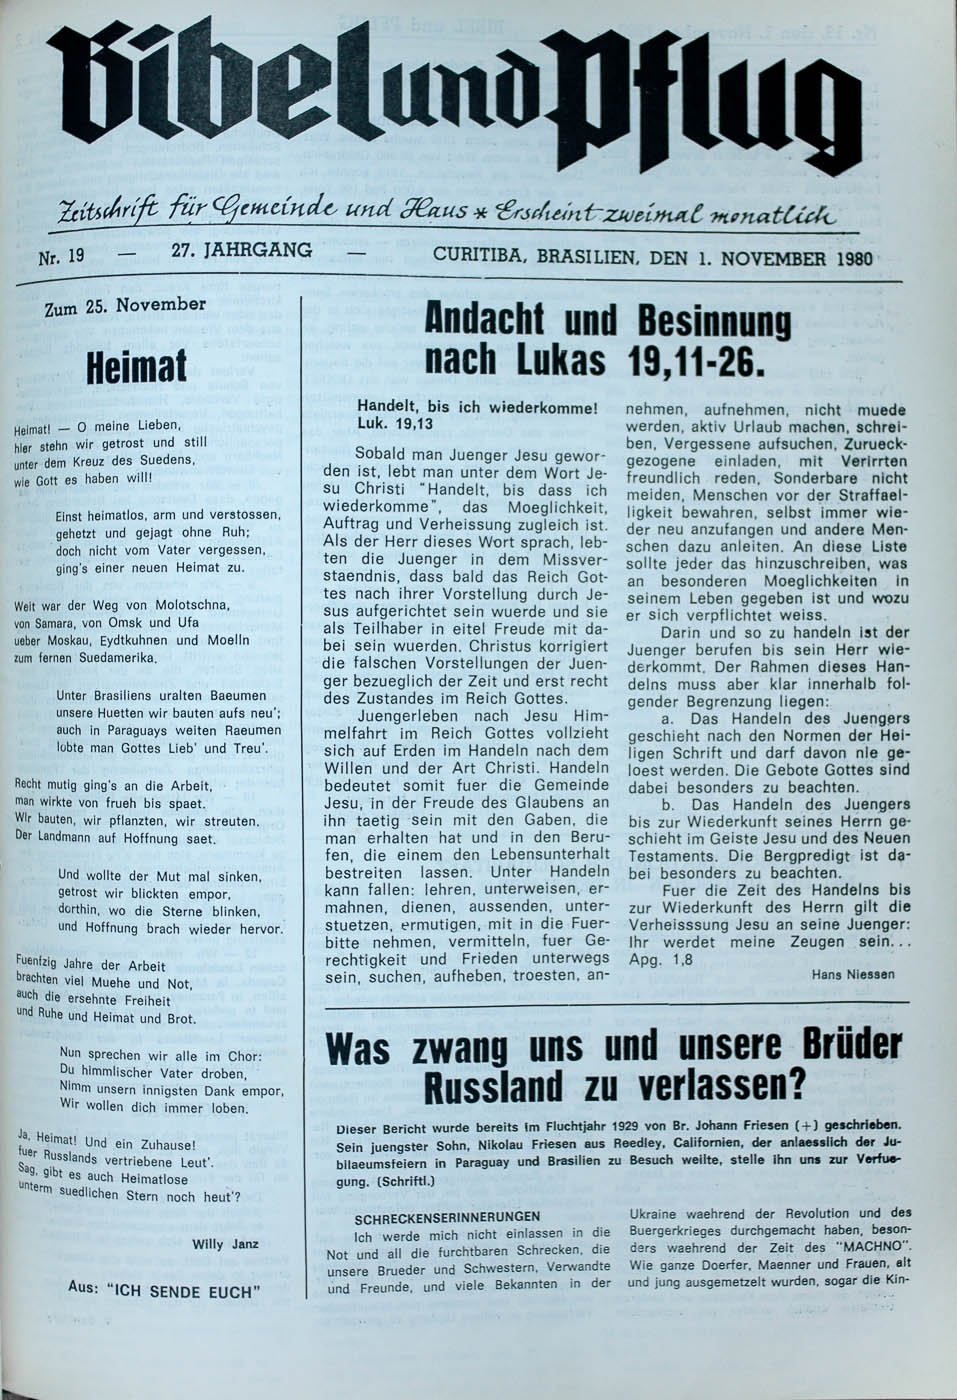 Bibel und Pflug
Zeitschrift für Gemeinde und Haus * Erscheint zweimal monatlich
Nr. 19 — 27. JAHRGANG — CURITIBA, BRASILIEN, DEN 1. NOVEMBER 1980
Zum 25. November
Heimat
Heimat! — O meine Lieben,
hier stehn wir getrost und still
unter dem Kreuz des Suedens,
wie Gott es haben will!
Einst heimatlos, arm und verstossen,
gehetzt und gejagt ohne Ruh;
doch nicht vom Vater vergessen,
ging's einer neuen Heimat zu.
Weit war der Weg von Molotschna,
von Samara, von Omsk und Ufa
ueber Moskau, Eydtkuhnen und Moelln
zum fernen Suedamerika.
Unter Brasiliens uralten Baeumen
unsere Huetten wir bauten aufs neu';
auch in Paraguays weiten Raeumen
lobte man Gottes Lieb' und Treu'.
Recht mutig ging's an die Arbeit,
man wirkte von frueh bis spaet.
Wir bauten, wir pflanzten, wir streuten.
Der Landmann auf Hoffnung saet.
Und wollte der Mut mal sinken,
getrost wir blickten empor,
dorthin, wo die Sterne blinken,
und Hoffnung brach wieder hervor.
Fuenfzig Jahre der Arbeit
brachten viel Muehe und Not,
auch die ersehnte Freiheit
und Ruhe und Heimat und Brot.
Nun sprechen wir alle im Chor:
Du himmlischer Vater droben,
Nimm unsern innigsten Dank empor,
Wir wollen dich immer loben.
Ja, Heimat! Und ein Zuhause!
fuer Russlands vertriebene Leut'.
Sag, gibt es auch Heimatlose
unterm suedlichen Stern noch heut'?
Willy Janz
Aus: "ICH SENDE EUCH"
Andacht und Besinnung
nach Lukas 19,11-26.
Handelt, bis ich wiederkomme!
Luk. 19,13
Sobald man Juenger Jesu gewor-
den ist, lebt man unter dem Wort Je-
su Christi "Handelt, bis dass ich
wiederkomme", das Moeglichkeit,
Auftrag und Verheissung zugleich ist.
Als der Herr dieses Wort sprach, leb-
ten die Juenger in dem Missver-
staendnis, dass bald das Reich Got-
tes nach ihrer Vorstellung durch Je-
sus aufgerichtet sein wuerde und sie
als Teilhaber in eitel Freude mit da-
bei sein wuerden. Christus korrigiert
die falschen Vorstellungen der Juen-
ger bezueglich der Zeit und erst recht
des Zustandes im Reich Gottes.
Juengerleben nach Jesu Him-
melfahrt im Reich Gottes vollzieht
sich auf Erden im Handeln nach dem
Willen und der Art Christi. Handeln
bedeutet somit fuer die Gemeinde
Jesu, in der Freude des Glaubens an
ihn taetig sein mit den Gaben, die
man erhalten hat und in den Beru-
fen, die einem den Lebensunterhalt
bestreiten lassen. Unter Handeln
kann fallen: lehren, unterweisen, er-
mahnen, dienen, aussenden, unter-
stuetzen, ermutigen, mit in die Fuer-
bitte nehmen, vermitteln, fuer Ge-
rechtigkeit und Frieden unterwegs
sein, suchen, aufheben, troesten, an-
nehmen, aufnehmen, nicht muede
werden, aktiv Urlaub machen, schrei-
ben, Vergessene aufsuchen, Zurueck-
gezogene einladen, mit Verirrten
freundlich reden, Sonderbare nicht
meiden, Menschen vor der Straffael-
ligkeit bewahren, selbst immer wie-
der neu anzufangen und andere Men-
schen dazu anleiten. An diese Liste
sollte jeder das hinzuschreiben, was
an besonderen Moeglichkeiten in
seinem Leben gegeben ist und wozu
er sich verpflichtet weiss.
Darin und so zu handeln ist der
Juenger berufen bis sein Herr wie-
derkommt. Der Rahmen dieses Han-
delns muss aber klar innerhalb fol-
gender Begrenzung liegen:
a. Das Handeln des Juengers
geschieht nach den Normen der Hei-
ligen Schrift und darf davon nie ge-
loest werden. Die Gebote Gottes sind
dabei besonders zu beachten.
b. Das Handeln des Juengers
bis zur Wiederkunft seines Herrn ge-
schieht im Geiste Jesu und des Neuen
Testaments. Die Bergpredigt ist da-
bei besonders zu beachten.
Fuer die Zeit des Handelns bis
zur Wiederkunft des Herrn gilt die
Verheisssung Jesu an seine Juenger:
Ihr werdet meine Zeugen sein...
Apg. 1,8
Hans Niessen
Was zwang uns und unsere Brüder
Russland zu verlassen?
Dieser Bericht wurde bereits im Fluchtjahr 1929 von Br. Johann Friesen (+) geschrieben.
Sein juengster Sohn, Nikolau Friesen aus Reedley, Californien, der anlaesslich der Ju-
bilaeumsfeiern in Paraguay und Brasilien zu Besuch weilte, stelle ihn uns zur Verfue-
gung. (Schriftl.)
SCHRECKENSERINNERUNGEN
Ich werde mich nicht einlassen in die
Not und all die furchtbaren Schrecken, die
unsere Brueder und Schwestern, Verwandte
und Freunde, und viele Bekannten in der
Ukraine waehrend der Revolution und des
Buergerkrieges durchgemacht haben, beson-
ders waehrend der Zeit des "MACHNO".
Wie ganze Doerfer, Maenner und Frauen, alt
und jung ausgemetzelt wurden, sogar die Kin-